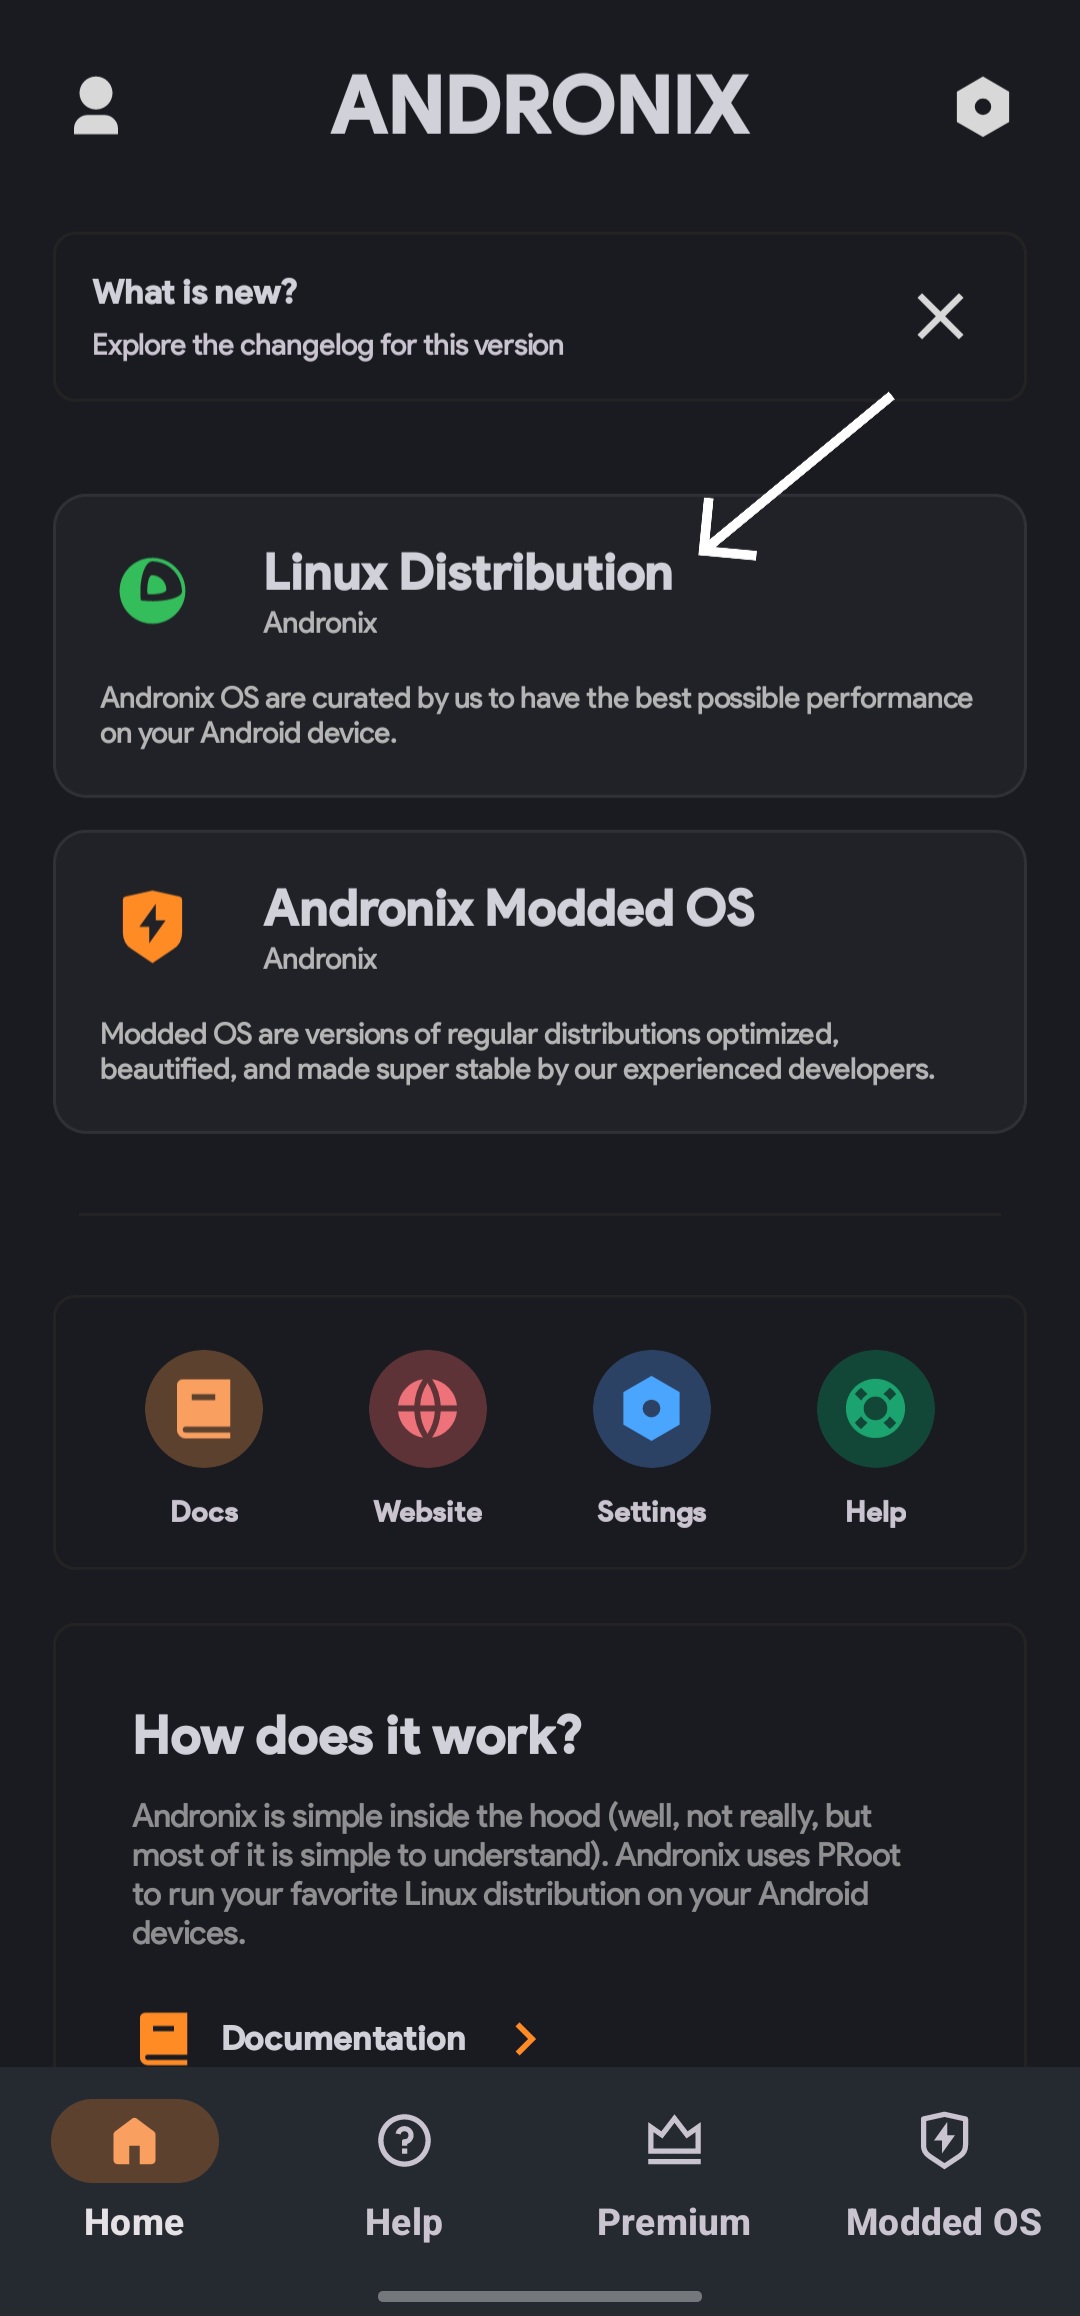 ANDRONIX
What is new?
Explore the changelog for this version
Linux Distribution
Andronix
Andronix OS are curated by us to have the best possible performance
on your Android device.
Andronix Modded OS
Andronix
Modded OS are versions of regular distributions optimized,
beautified, and made super stable by our experienced developers.
Docs
Website
Settings
Help
How does it work?
Andronix is simple inside the hood (well, not really, but
most of it is simple to understand). Andronix uses PRoot
to run your favorite Linux distribution on your Android
devices.
Documentation
Home
Help
Premium
Modded OS